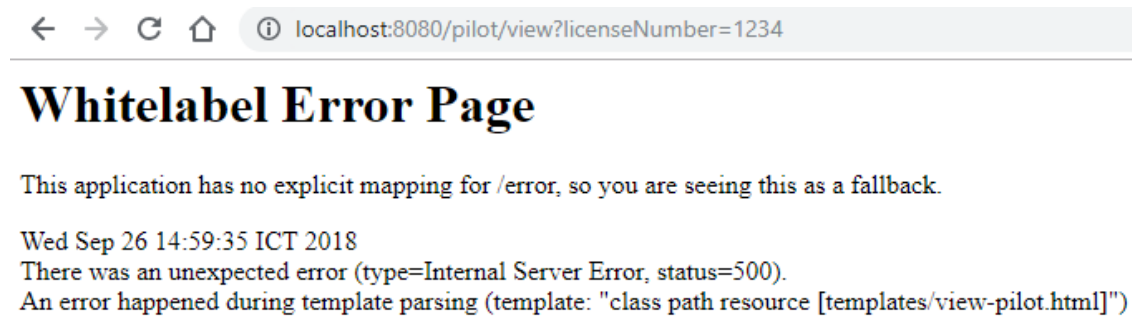 localhost:8080/pilot/view?licenseNumber=1234
Whitelabel Error Page
This application has no explicit mapping for /error, so you are seeing this as a fallback.
Wed Sep 26 14:59:35 ICT 2018
There was an unexpected error (type=Internal Server Error, status=500).
An error happened during template parsing (template: "class path resource [templates/view-pilot.html]")